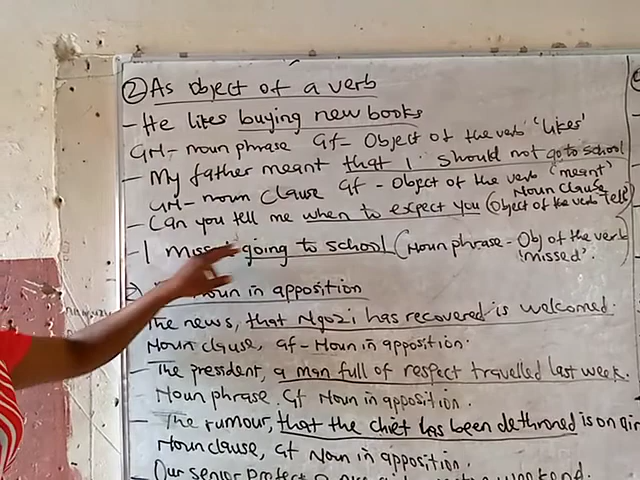 ② As object of a verb
- He likes buying new books
GN- noun phrase Gf- Object of the verb 'likes'
- My father meant that I should not go to school
GN- noun Clause Gf - Object of the verb 'meant'
- Can you tell me when to expect you (Noun Clause Object of the verb Tell)
- I missed going to school (Noun phrase - Obj of the verb 'missed'.
noun in apposition
The news, that Ngozi has recovered is welcomed.
Noun clause, Gf - Noun in apposition.
- The president, a man full of respect travelled last week.
Noun phrase. Gf Noun in apposition.
- The rumour, that the chief has been dethroned is on air
Noun clause, Gf Noun in apposition.
Our senior Prefect